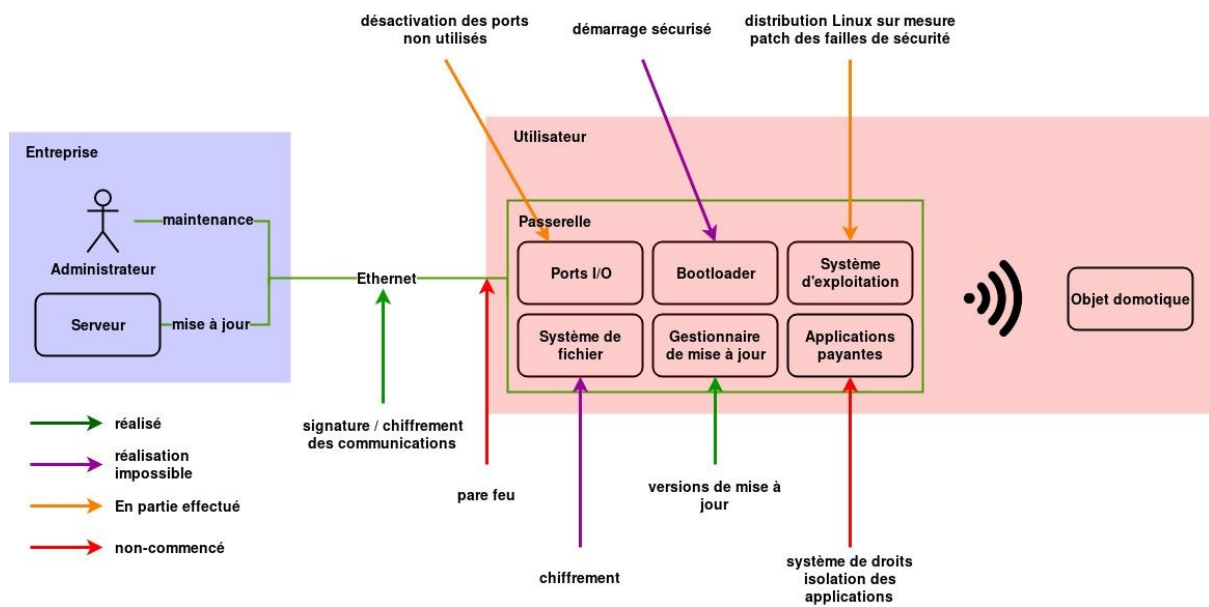 désactivation des ports
non utilisés
démarrage sécurisé
distribution Linux sur mesure
patch des failles de sécurité
Entreprise
Utilisateur
maintenance
Administrateur
Serveur
mise à jour
Ethernet
Passerelle
Ports I/O
Bootloader
Système
d'exploitation
Système de
fichier
Gestionnaire
de mise à jour
Applications
payantes
Objet domotique
réalisé
réalisation
impossible
En partie effectué
non-commencé
signature / chiffrement
des communications
pare feu
chiffrement
versions de mise à
jour
système de droits
isolation des
applications